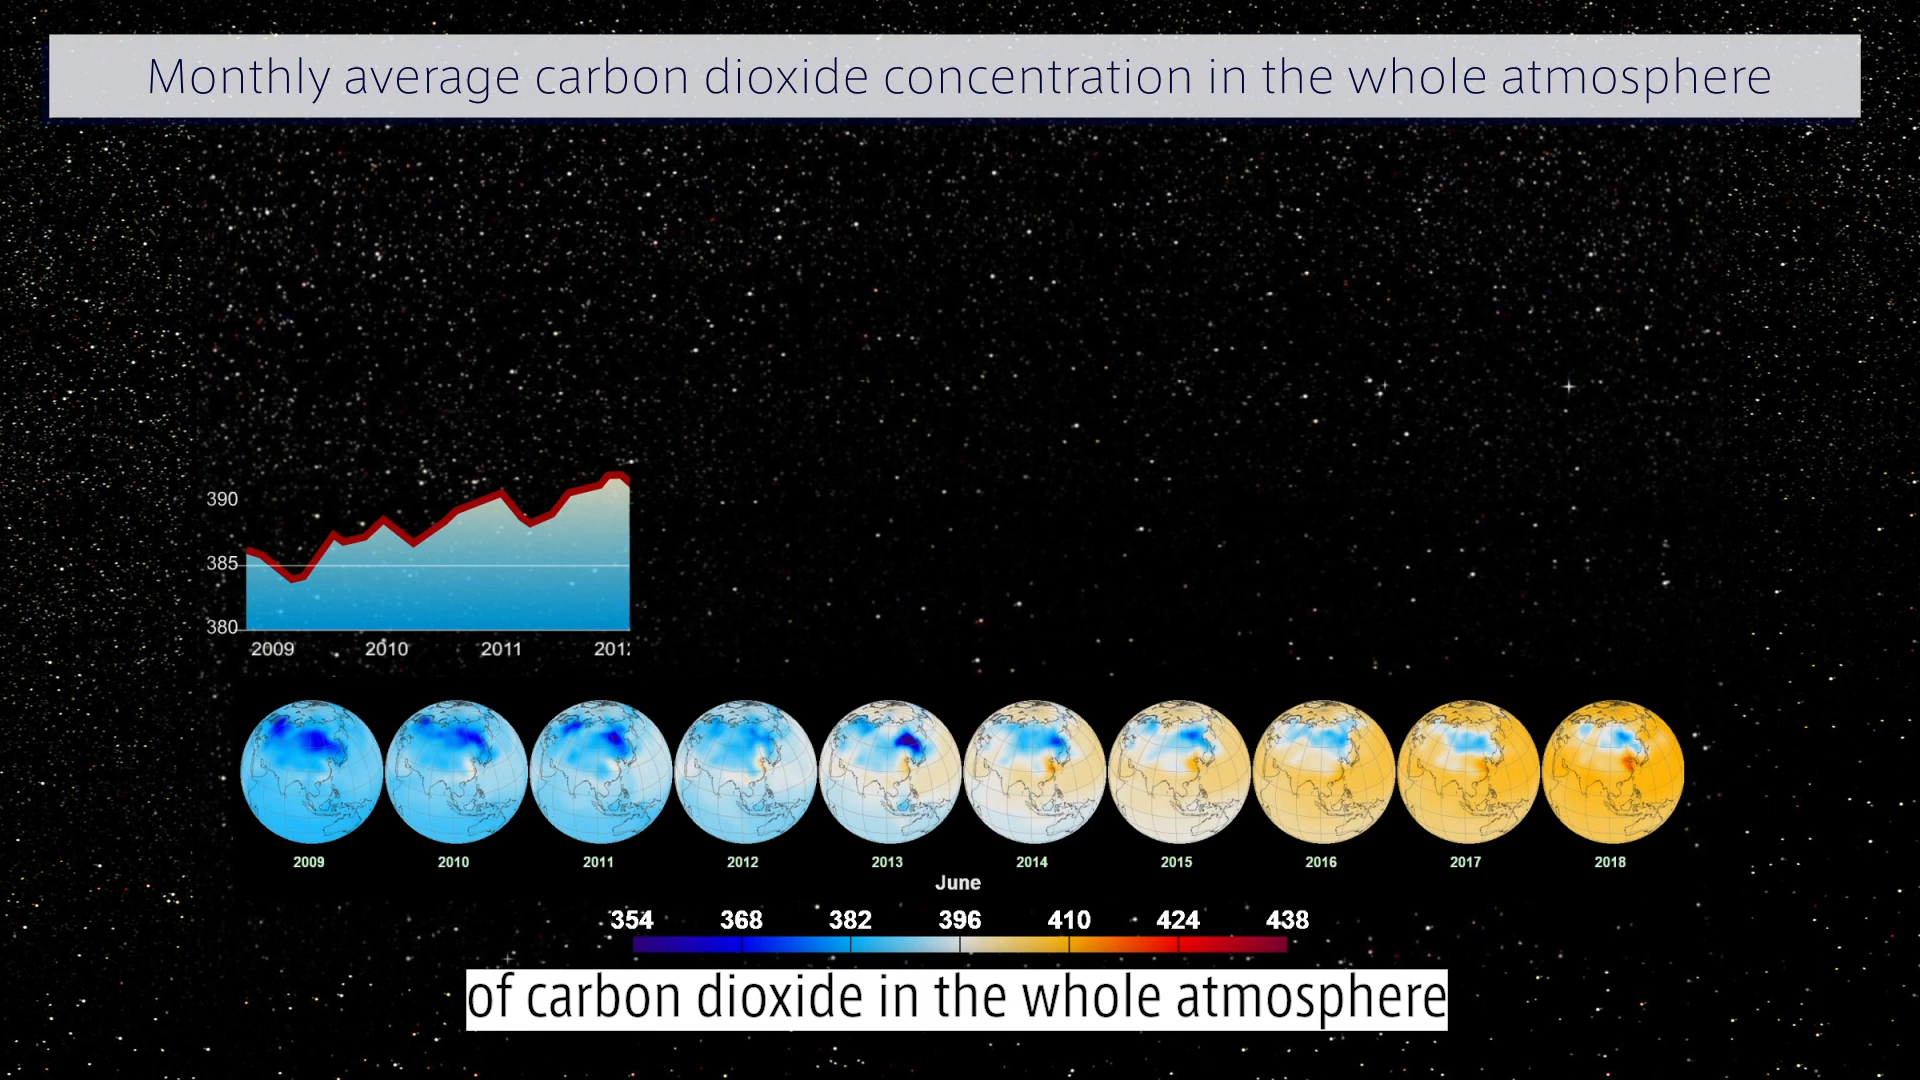 Monthly average carbon dioxide concentration in the whole atmosphere
390
385
380
2009 2010 2011 201
2009 2010 2011 2012 2013 2014 2015 2016 2017 2018
June
354 368 382 396 410 424 438
of carbon dioxide in the whole atmosphere